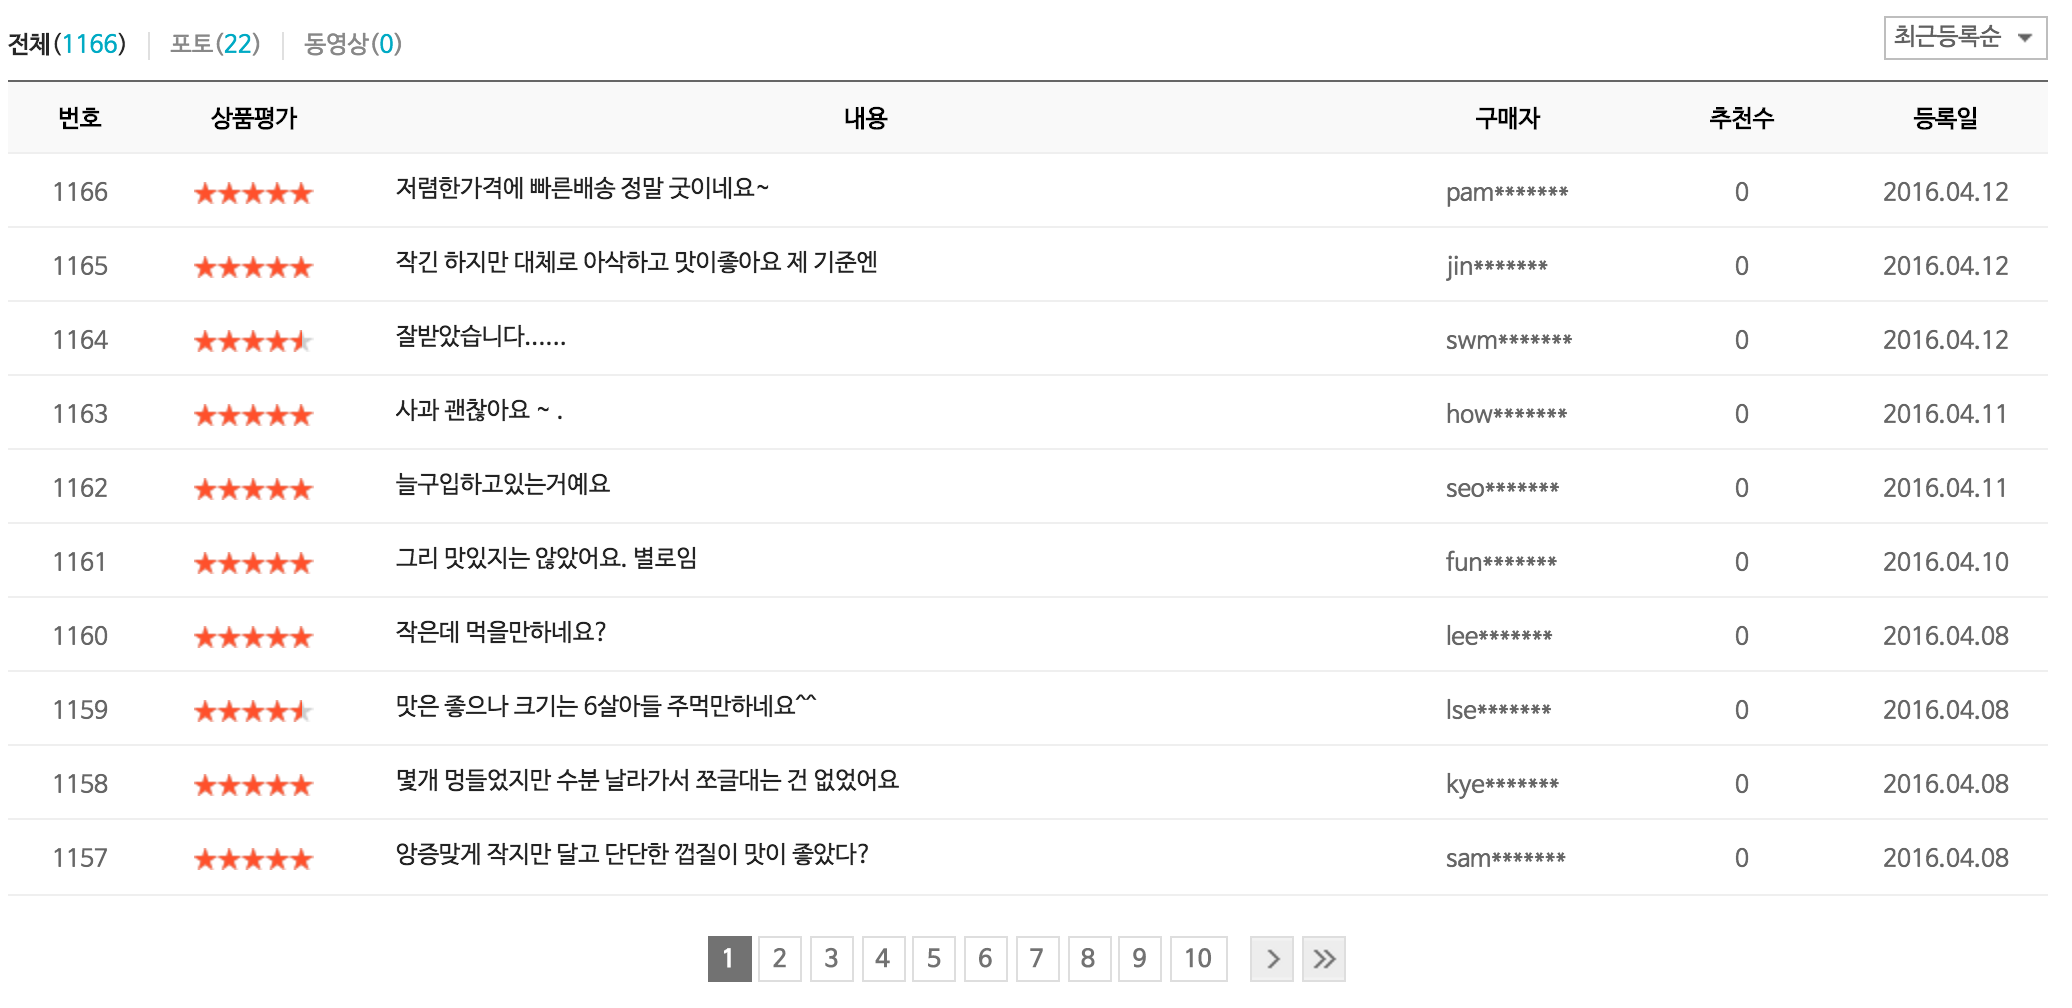 전체(1166) 포토(22) 동영상(0) 최근등록순
번호 상품평가 내용 구매자 추천수 등록일
1166 저렴한가격에 빠른배송 정말 굿이네요~ pam******* 0 2016.04.12
1165 작긴 하지만 대체로 아삭하고 맛이좋아요 제 기준엔 jin******* 0 2016.04.12
1164 잘받았습니다...... swm******* 0 2016.04.12
1163 사과 괜찮아요 ~ . how******* 0 2016.04.11
1162 늘구입하고있는거예요 seo******* 0 2016.04.11
1161 그리 맛있지는 않았어요. 별로임 fun******* 0 2016.04.10
1160 작은데 먹을만하네요? lee******* 0 2016.04.08
1159 맛은 좋으나 크기는 6살아들 주먹만하네요^^ lse******* 0 2016.04.08
1158 몇개 멍들었지만 수분 날라가서 쪼글대는 건 없었어요 kye******* 0 2016.04.08
1157 앙증맞게 작지만 달고 단단한 껍질이 맛이 좋았다? sam******* 0 2016.04.08
1 2 3 4 5 6 7 8 9 10